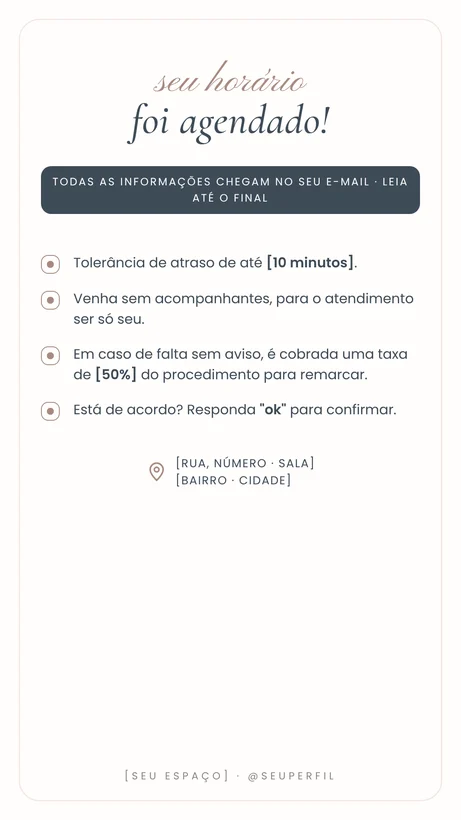 seu horário
foi agendado!
TODAS AS INFORMAÇÕES CHEGAM NO SEU E-MAIL · LEIA
ATÉ O FINAL
Tolerância de atraso de até [10 minutos].
Venha sem acompanhantes, para o atendimento
ser só seu.
Em caso de falta sem aviso, é cobrada uma taxa
de [50%] do procedimento para remarcar.
Está de acordo? Responda "ok" para confirmar.
[RUA, NÚMERO · SALA]
[BAIRRO · CIDADE]
[SEU ESPAÇO] · @SEUPERFIL